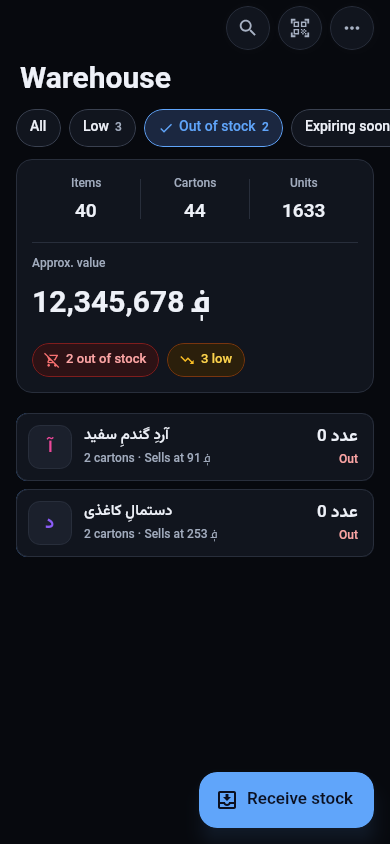 Warehouse
All
Low 3
Out of stock 2
Expiring soon
Items
Cartons
Units
40
44
1633
Approx. value
12,345,678 ؋
2 out of stock
3 low
آ
آردِ گندمِ سفید
0 عدد
2 cartons · Sells at 91 ؋
Out
د
دستمالِ کاغذی
0 عدد
2 cartons · Sells at 253 ؋
Out
Receive stock